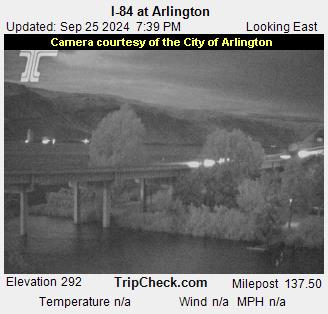 I-84 at Arlington
Updated: Sep 25 2024 7:39 PM Looking East
Camera courtesy of the City of Arlington
Elevation 292 TripCheck.com Milepost 137.50
Temperature n/a Wind n/a MPH n/a